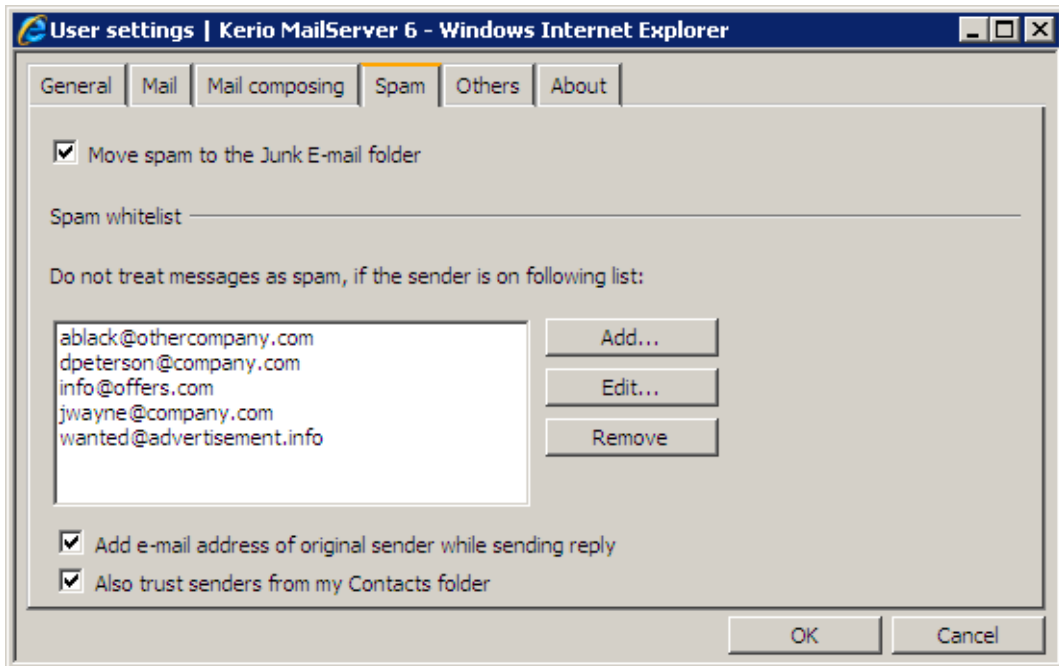 User settings | Kerio MailServer 6 - Windows Internet Explorer
General Mail Mail composing Spam Others About
Move spam to the Junk E-mail folder
Spam whitelist
Do not treat messages as spam, if the sender is on following list:
ablack@othercompany.com
dpeterson@company.com
info@offers.com
jwayne@company.com
wanted@advertisement.info
Add...
Edit...
Remove
Add e-mail address of original sender while sending reply
Also trust senders from my Contacts folder
OK Cancel